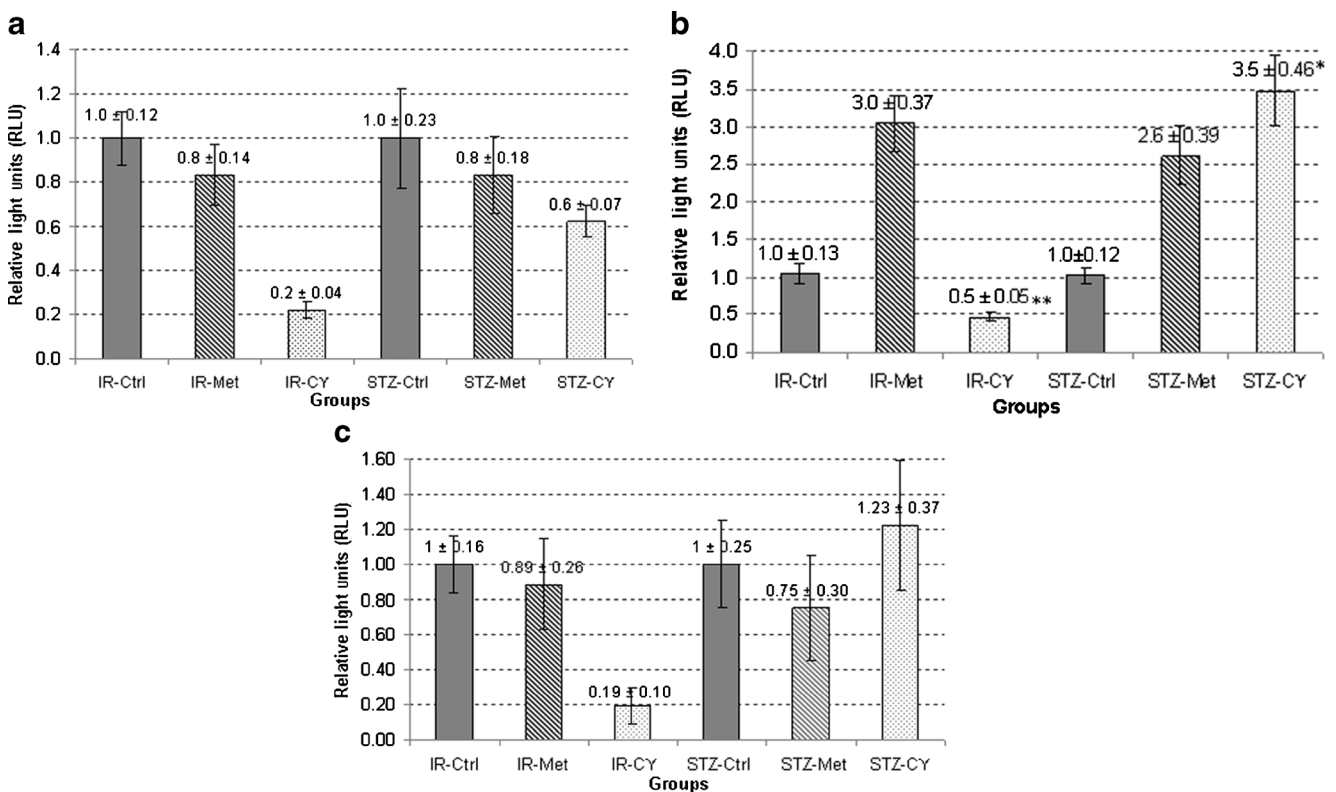 a
1.4
1.2
1.0
0.8
0.6
0.4
0.2
0.0
Relative light units (RLU)
1.0 ± 0.12
0.8 ± 0.14
0.2 ± 0.04
1.0 ± 0.23
0.8 ± 0.18
0.6 ± 0.07
IR-Ctrl IR-Met IR-CY STZ-Ctrl STZ-Met STZ-CY
Groups
b
4.0
3.5
3.0
2.5
2.0
1.5
1.0
0.5
0.0
Relative light units (RLU)
1.0 ± 0.13
3.0 ± 0.37
0.5 ± 0.05**
1.0±0.12
2.6 ± 0.39
3.5 ± 0.46*
IR-Ctrl IR-Met IR-CY STZ-Ctrl STZ-Met STZ-CY
Groups
c
1.60
1.40
1.20
1.00
0.80
0.60
0.40
0.20
0.00
Relative light units (RLU)
1 ± 0.16
0.89 ± 0.26
0.19 ± 0.10
1 ± 0.25
0.75 ± 0.30
1.23 ± 0.37
IR-Ctrl IR-Met IR-CY STZ-Ctrl STZ-Met STZ-CY
Groups